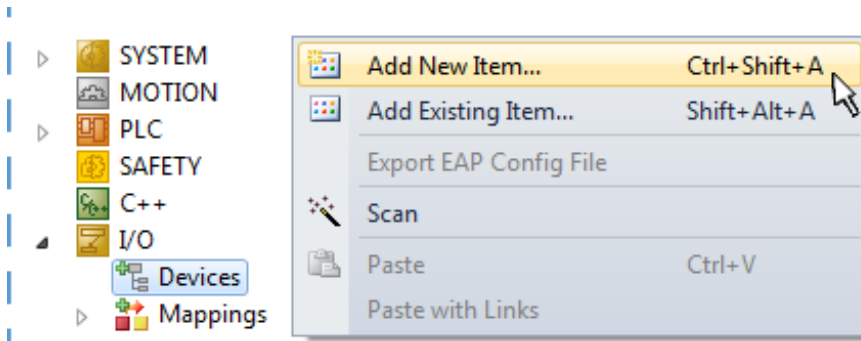 SYSTEM
MOTION
PLC
SAFETY
C++
I/O
Devices
Mappings
Add New Item... Ctrl+Shift+A
Add Existing Item... Shift+Alt+A
Export EAP Config File
Scan
Paste Ctrl+V
Paste with Links